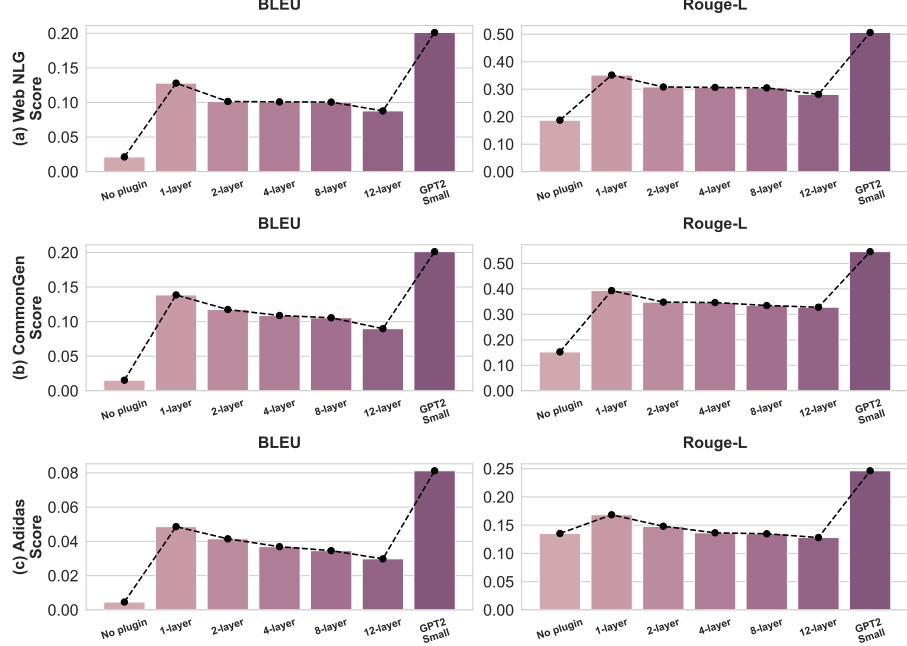 BLEU
Rouge-L
(a) Web NLG
Score
0.20
0.15
0.10
0.05
0.00
No plugin
1-layer
2-layer
4-layer
8-layer
12-layer
GPT2
Small
0.50
0.40
0.30
0.20
0.10
0.00
No plugin
1-layer
2-layer
4-layer
8-layer
12-layer
GPT2
Small
BLEU
Rouge-L
(b) CommonGen
Score
0.20
0.15
0.10
0.05
0.00
No plugin
1-layer
2-layer
4-layer
8-layer
12-layer
GPT2
Small
0.50
0.40
0.30
0.20
0.10
0.00
No plugin
1-layer
2-layer
4-layer
8-layer
12-layer
GPT2
Small
BLEU
Rouge-L
(c) Adidas
Score
0.08
0.06
0.04
0.02
0.00
No plugin
1-layer
2-layer
4-layer
8-layer
12-layer
GPT2
Small
0.25
0.20
0.15
0.10
0.05
0.00
No plugin
1-layer
2-layer
4-layer
8-layer
12-layer
GPT2
Small